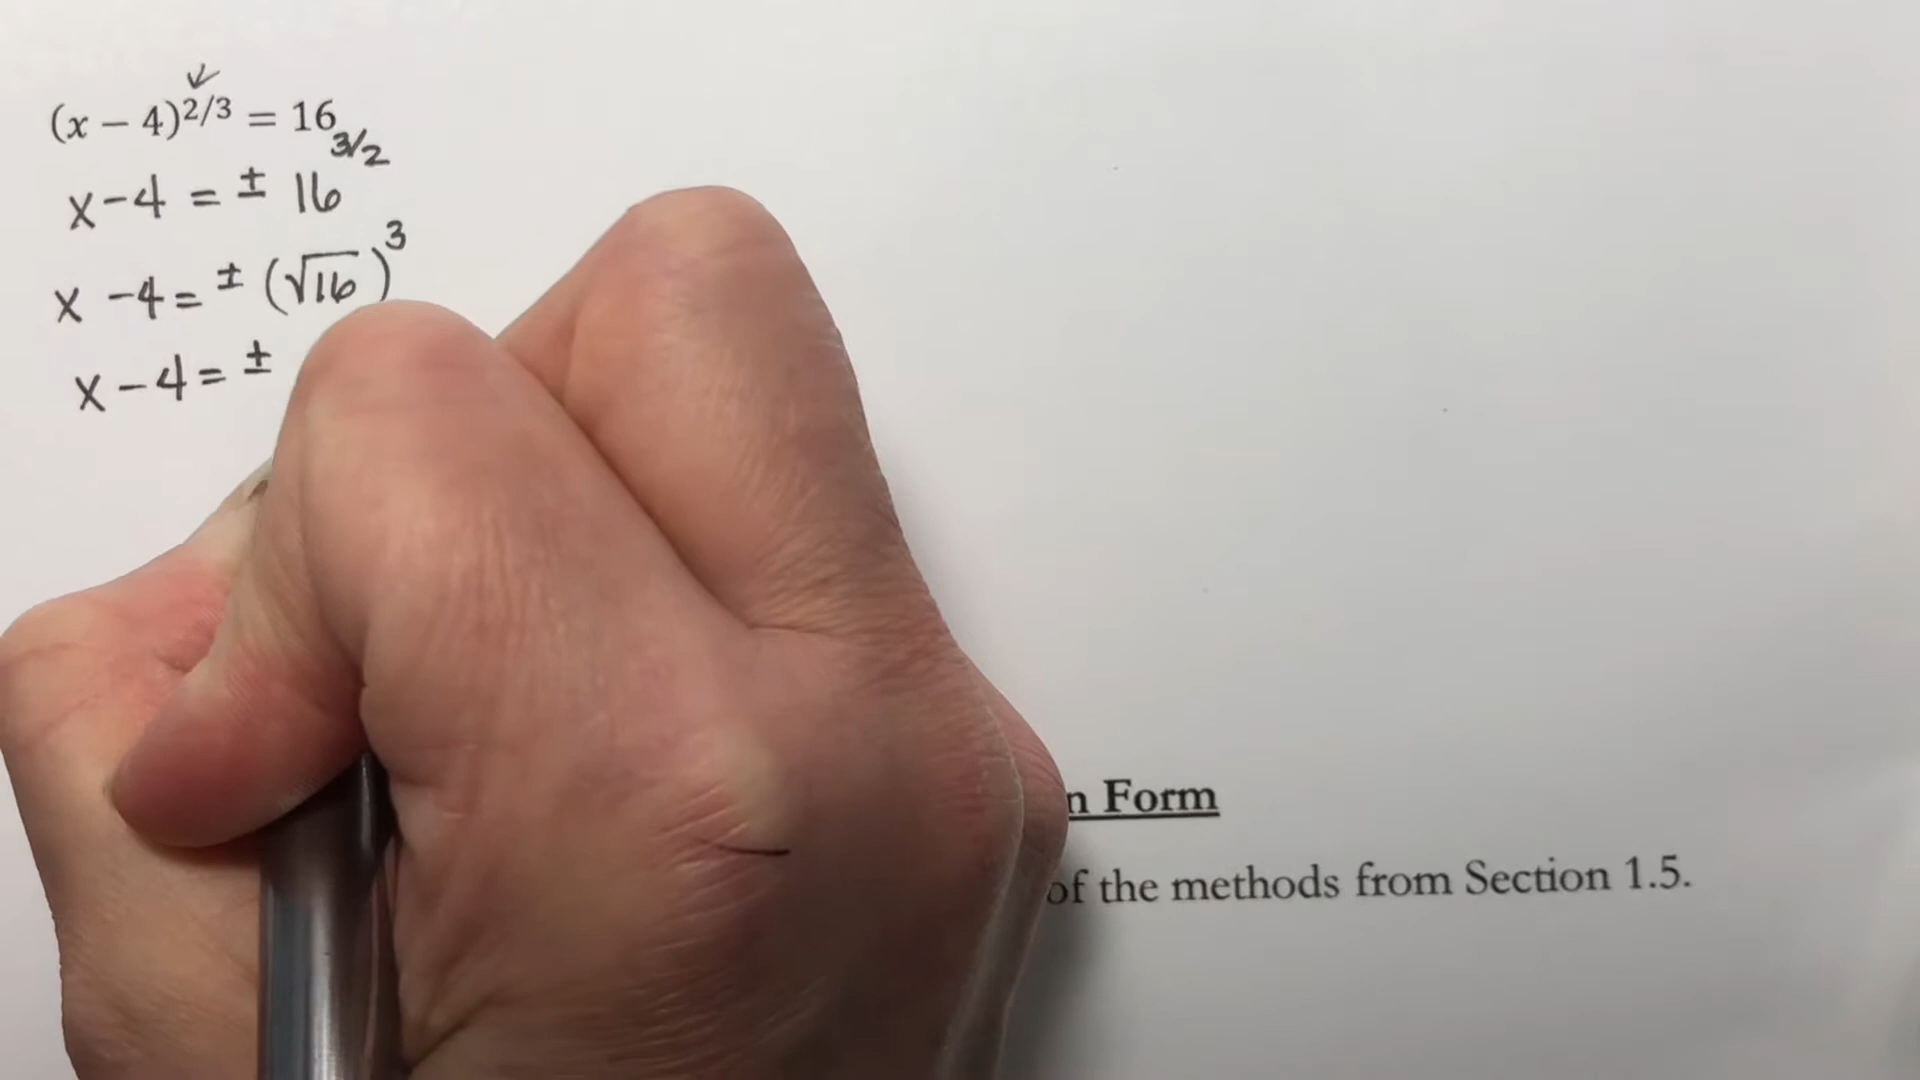 (x − 4)^{2/3} = 16
x - 4 = ± 16^{3/2}
x - 4 = ± (√16)^3
x - 4 = ±
n Form
of the methods from Section 1.5.